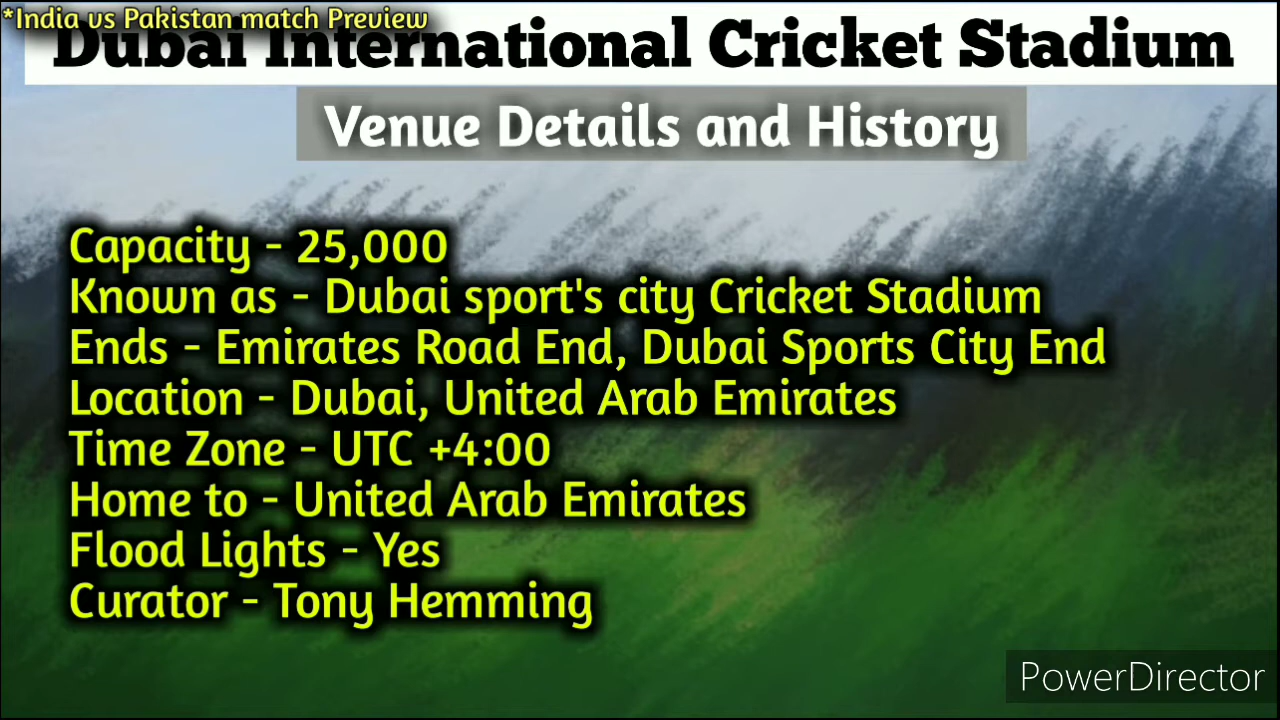 *India vs Pakistan match Preview
Dubai International Cricket Stadium
Venue Details and History
Capacity - 25,000
Known as - Dubai sport's city Cricket Stadium
Ends - Emirates Road End, Dubai Sports City End
Location - Dubai, United Arab Emirates
Time Zone - UTC +4:00
Home to - United Arab Emirates
Flood Lights - Yes
Curator - Tony Hemming
PowerDirector